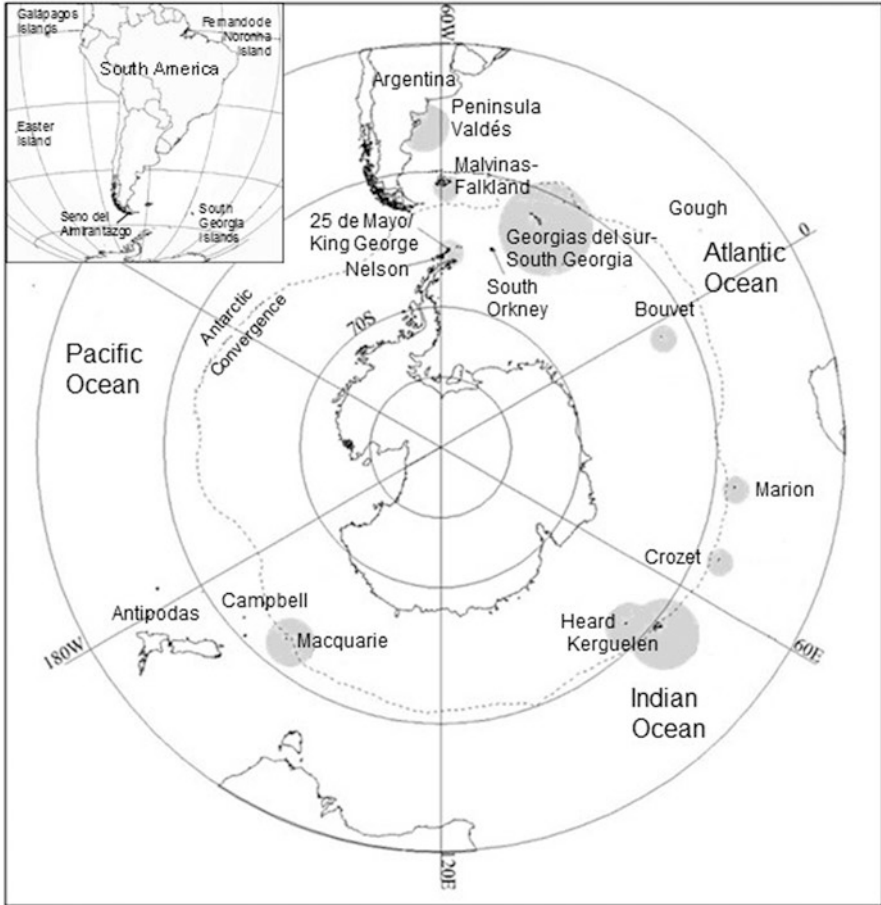 Galápagos
Islands
Fernando de
Noronha
Island
South America
Easter
Island
Seno del
Almirantazgo
South
Georgia
Islands
60W
Argentina
Peninsula
Valdés
Malvinas-
Falkland
25 de Mayo/
King George
Nelson
Georgias del sur-
South Georgia
South
Orkney
Gough
0
Atlantic
Ocean
Bouvet
Antarctic
Convergence
70S
Pacific
Ocean
Marion
Crozet
Heard
Kerguelen
60E
Indian
Ocean
Antipodas
Campbell
Macquarie
180W
120E